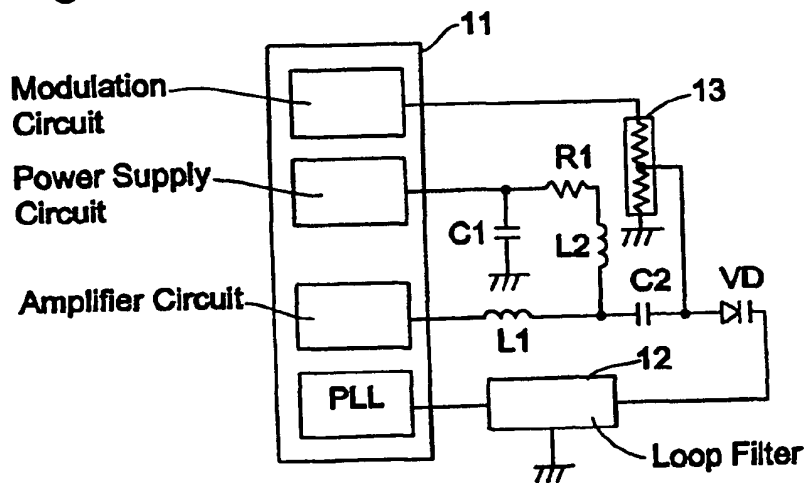 11
Modulation
Circuit
13
Power Supply
Circuit
R1
C1
L2
C2
VD
Amplifier Circuit
L1
12
PLL
Loop Filter